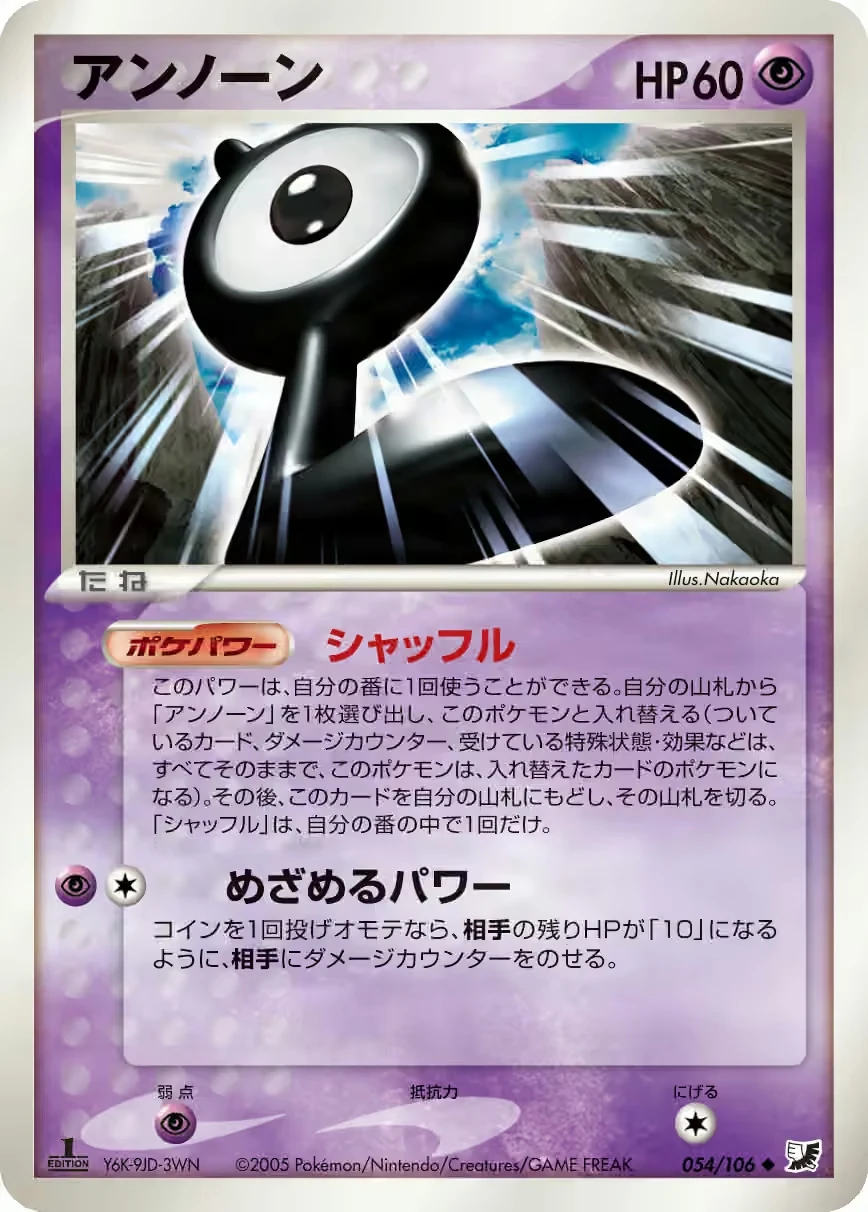 アンノーン
HP60
たね
Illus.Nakaoka
ポケパワー シャッフル
このパワーは、自分の番に1回使うことができる。自分の山札から
「アンノーン」を1枚選び出し、このポケモンと入れ替える(ついて
いるカード、ダメージカウンター、受けている特殊状態・効果などは、
すべてそのままで、このポケモンは、入れ替えたカードのポケモンに
なる)。その後、このカードを自分の山札にもどし、その山札を切る。
「シャッフル」は、自分の番の中で1回だけ。
めざめるパワー
コインを1回投げオモテなら、相手の残りHPが「10」になる
ように、相手にダメージカウンターをのせる。
弱点
抵抗力
にげる
1 EDITION
Y6K-9JD-3WN
©2005 Pokémon/Nintendo/Creatures/GAME FREAK.
054/106